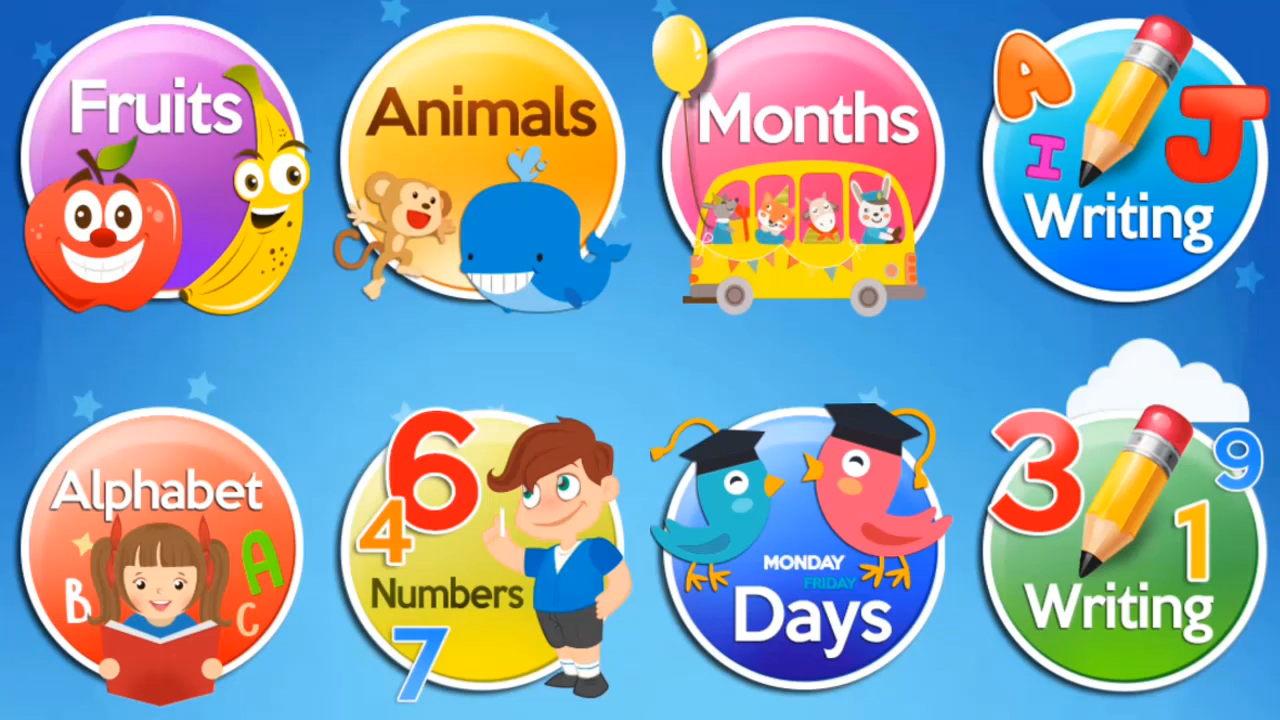 Fruits
Animals
Months
A
I
J
Writing
Alphabet
B
A
C
6
4
Numbers
7
MONDAY
FRIDAY
Days
3
9
1
Writing